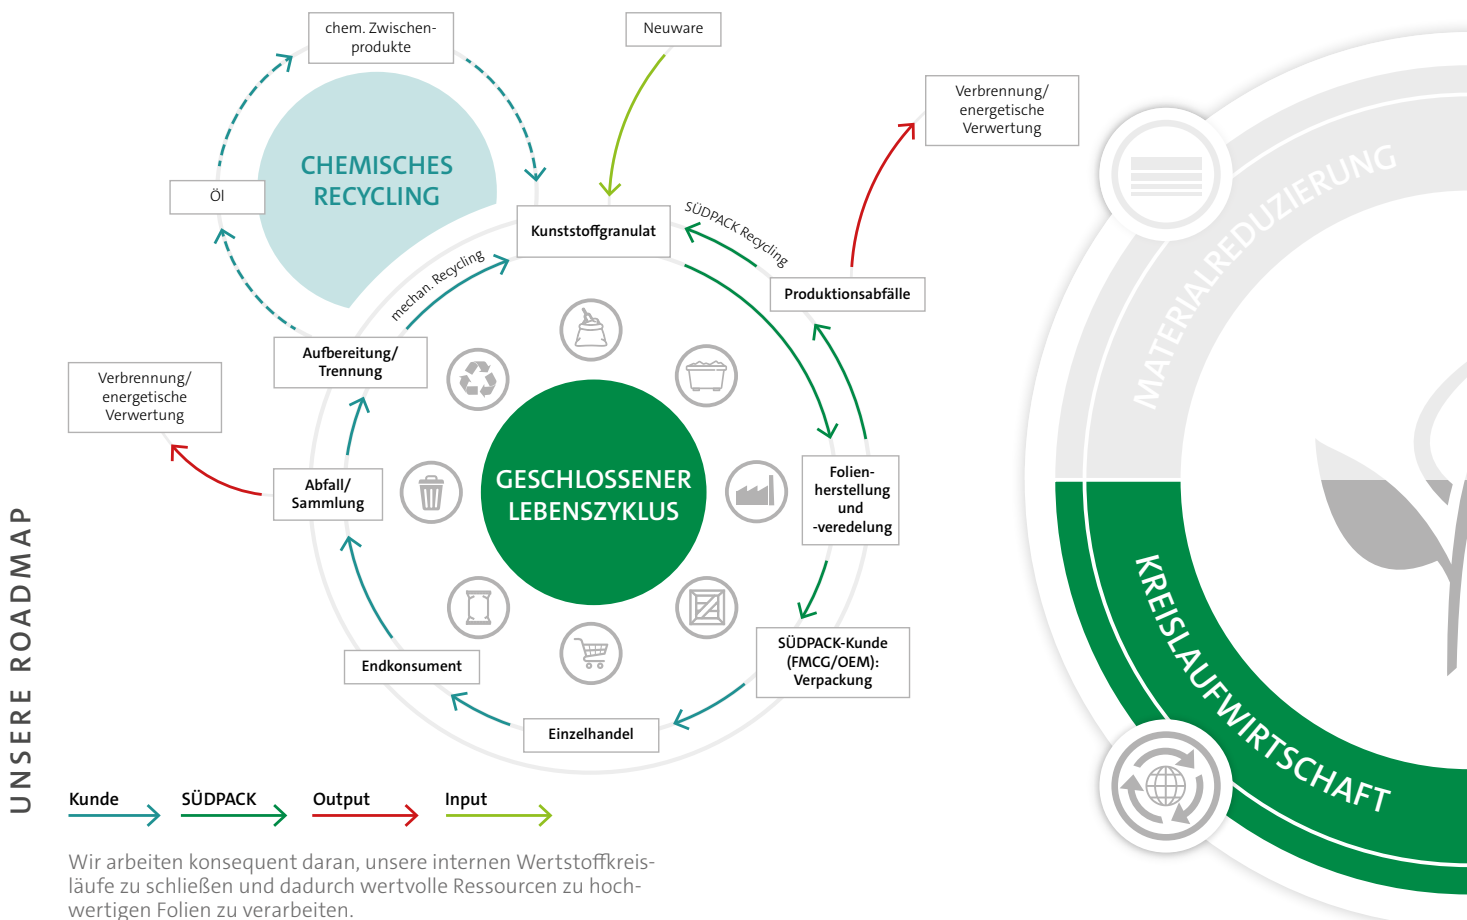 chem. Zwischen-
produkte
Neuware
Verbrennung/
energetische
Verwertung
CHEMISCHES
RECYCLING
Öl
Kunststoffgranulat
SÜDPACK Recycling
mechan. Recycling
Produktionsabfälle
Aufbereitung/
Trennung
Verbrennung/
energetische
Verwertung
GESCHLOSSENER
LEBENSZYKLUS
Abfall/
Sammlung
Folien-
herstellung
und
-veredelung
SÜDPACK-Kunde
(FMCG/OEM):
Verpackung
Endkonsument
Einzelhandel
MATERIALREDUZIERUNG
KREISLAUFWIRTSCHAFT
UNSERE ROADMAP
Kunde
SÜDPACK
Output
Input
Wir arbeiten konsequent daran, unsere internen Wertstoffkreis-
läufe zu schließen und dadurch wertvolle Ressourcen zu hoch-
wertigen Folien zu verarbeiten.